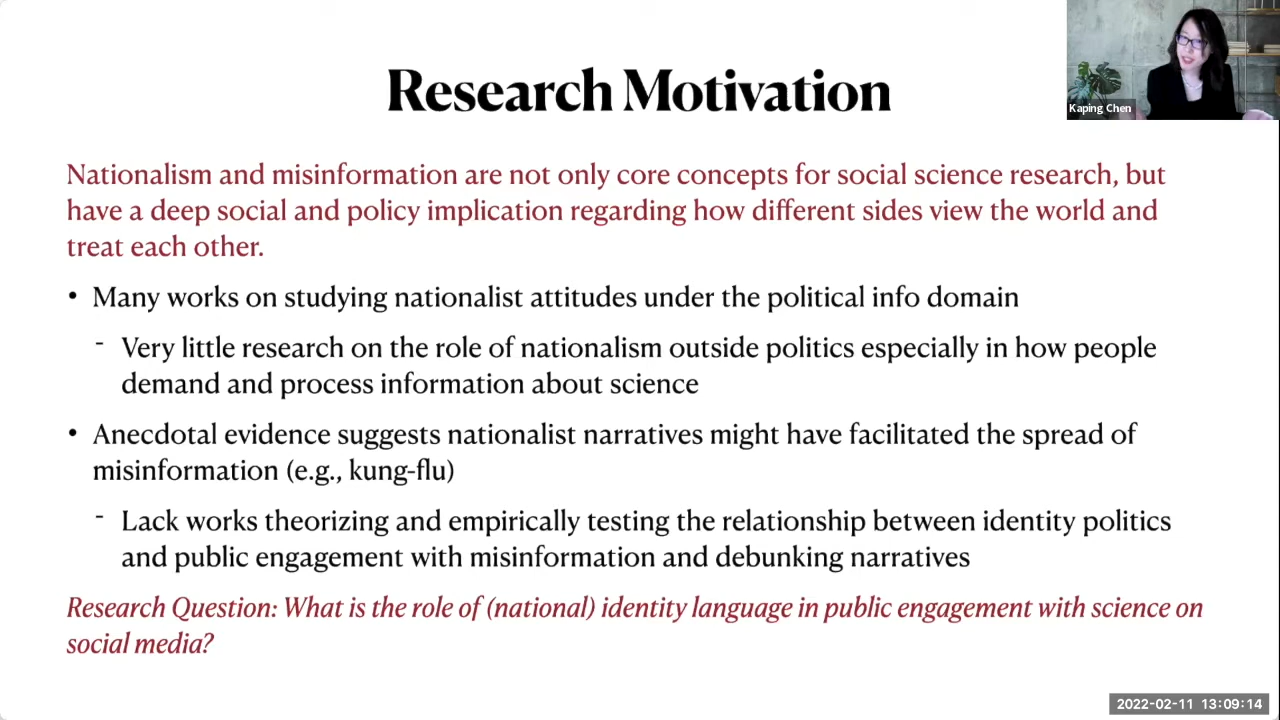 Research Motivation
Kaping Chen
Nationalism and misinformation are not only core concepts for social science research, but
have a deep social and policy implication regarding how different sides view the world and
treat each other.
• Many works on studying nationalist attitudes under the political info domain
- Very little research on the role of nationalism outside politics especially in how people
demand and process information about science
• Anecdotal evidence suggests nationalist narratives might have facilitated the spread of
misinformation (e.g., kung-flu)
- Lack works theorizing and empirically testing the relationship between identity politics
and public engagement with misinformation and debunking narratives
Research Question: What is the role of (national) identity language in public engagement with science on
social media?
2022-02-11 13:09:14